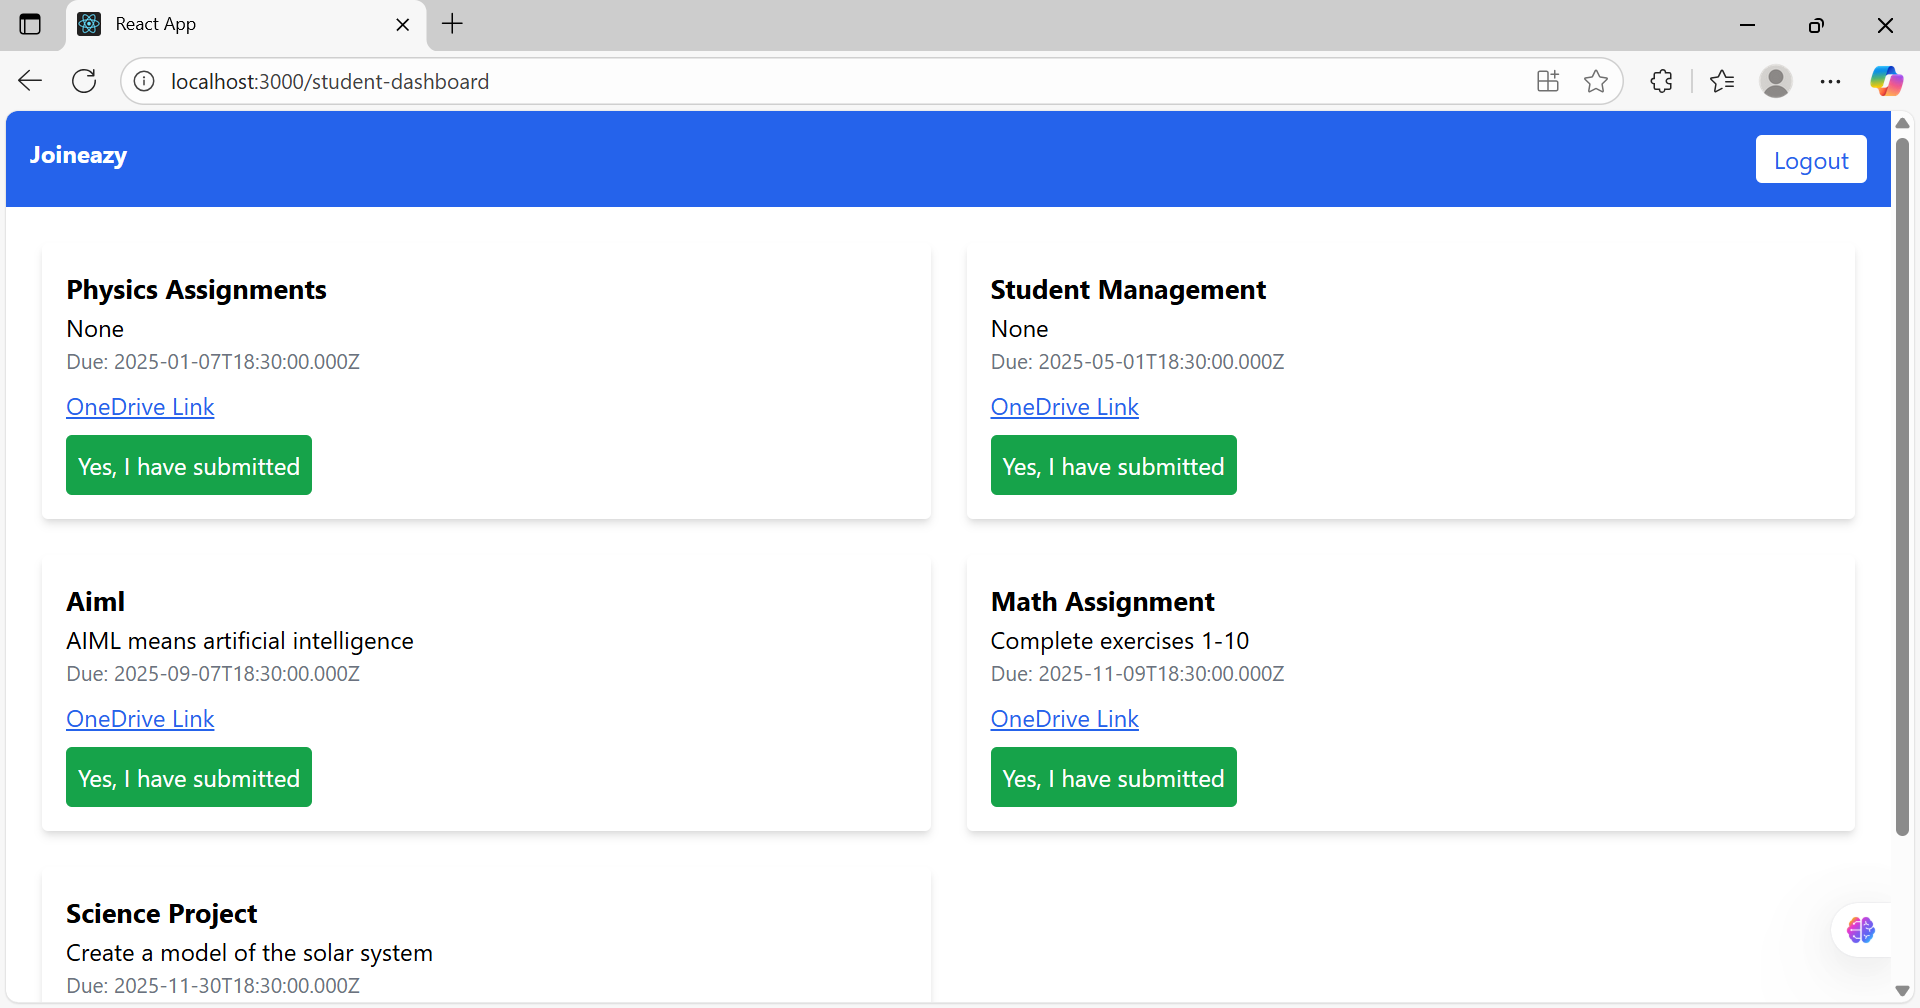 React App
localhost:3000/student-dashboard
Joineazy
Logout
Physics Assignments
None
Due: 2025-01-07T18:30:00.000Z
OneDrive Link
Yes, I have submitted
Student Management
None
Due: 2025-05-01T18:30:00.000Z
OneDrive Link
Yes, I have submitted
Aiml
AIML means artificial intelligence
Due: 2025-09-07T18:30:00.000Z
OneDrive Link
Yes, I have submitted
Math Assignment
Complete exercises 1-10
Due: 2025-11-09T18:30:00.000Z
OneDrive Link
Yes, I have submitted
Science Project
Create a model of the solar system
Due: 2025-11-30T18:30:00.000Z